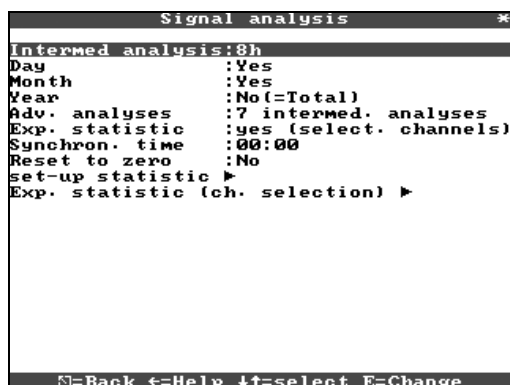 Signal analysis *
Intermed analysis:8h
Day :Yes
Month :Yes
Year :No(=Total)
Adv. analyses :7 intermed. analyses
Exp. statistic :yes (select. channels)
Synchron. time :00:00
Reset to zero :No
set-up statistic ►
Exp. statistic (ch. selection) ►
=Back ←=Help ↓↑=select E=Change